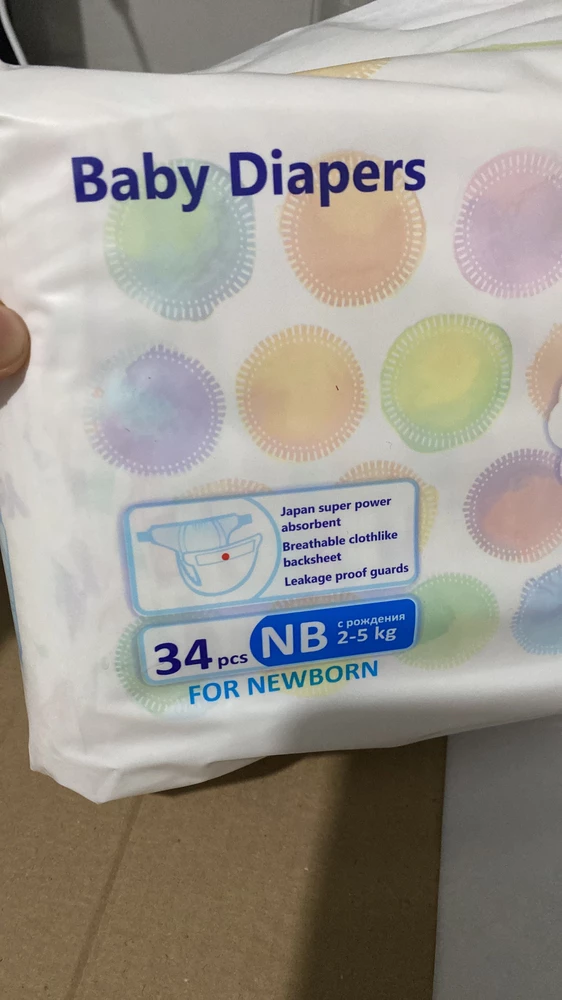 Baby Diapers
Japan super power
absorbent
Breathable clothlike
backsheet
Leakage proof guards
34 pcs
NB
с рождения
2-5 kg
FOR NEWBORN